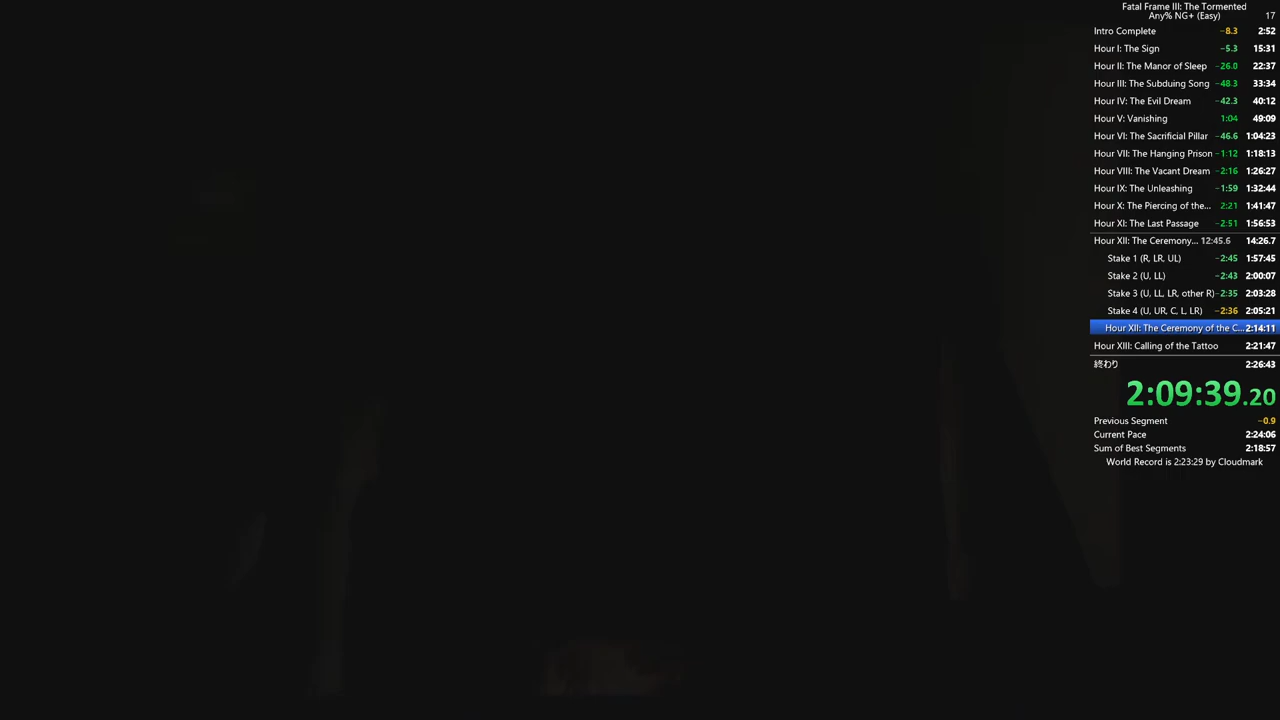 Fatal Frame III: The Tormented
Any% NG+ (Easy) 17
Intro Complete -8.3 2:52
Hour I: The Sign -5.3 15:31
Hour II: The Manor of Sleep -26.0 22:37
Hour III: The Subduing Song -48.3 33:34
Hour IV: The Evil Dream -42.3 40:12
Hour V: Vanishing 1:04 49:09
Hour VI: The Sacrificial Pillar -46.6 1:04:23
Hour VII: The Hanging Prison -1:12 1:18:13
Hour VIII: The Vacant Dream -2:16 1:26:27
Hour IX: The Unleashing -1:59 1:32:44
Hour X: The Piercing of the... 2:21 1:41:47
Hour XI: The Last Passage -2:51 1:56:53
Hour XII: The Ceremony... 12:45.6 14:26.7
Stake 1 (R, LR, UL) -2:45 1:57:45
Stake 2 (U, LL) -2:43 2:00:07
Stake 3 (U, LL, LR, other R) -2:35 2:03:28
Stake 4 (U, UR, C, L, LR) -2:36 2:05:21
Hour XII: The Ceremony of the C... 2:14:11
Hour XIII: Calling of the Tattoo 2:21:47
終わり 2:26:43
2:09:39.20
Previous Segment -0.9
Current Pace 2:24:06
Sum of Best Segments 2:18:57
World Record is 2:23:29 by Cloudmark